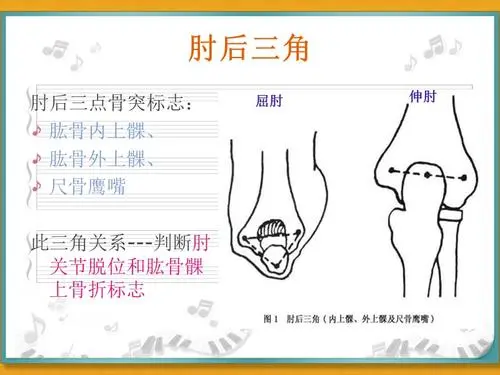 肘后三角
肘后三点骨突标志：
肱骨内上髁、
肱骨外上髁、
尺骨鹰嘴
此三角关系---判断肘
关节脱位和肱骨髁
上骨折标志
屈肘
伸肘
图1 肘后三角（内上髁、外上髁及尺骨鹰嘴）